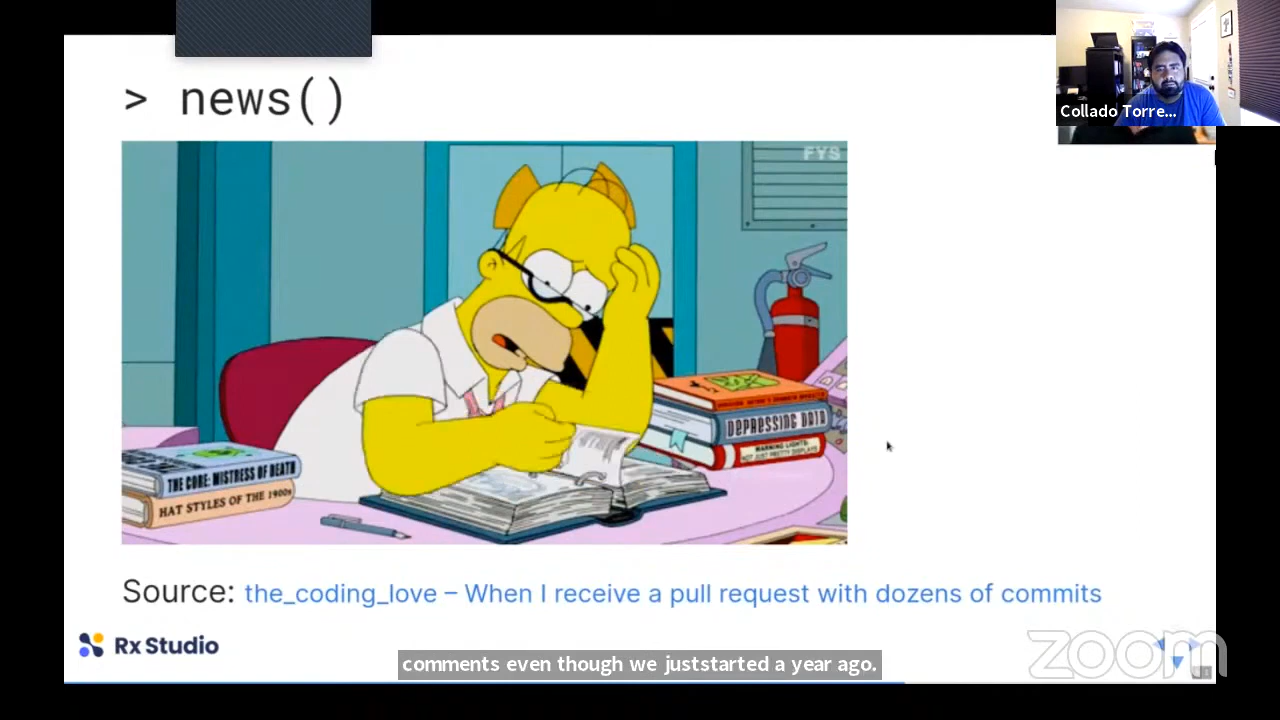 > news()
FYS
Collado Torre...
DEPRESSING DATA
WARNING LIGHTS:
NOT JUST PRETTY DISPLAYS
THE CORE: MISTRESS OF DEATH
HAT STYLES OF THE 1900s
Source: the_coding_love – When I receive a pull request with dozens of commits
Rx Studio
comments even though we juststarted a year ago.
zoom